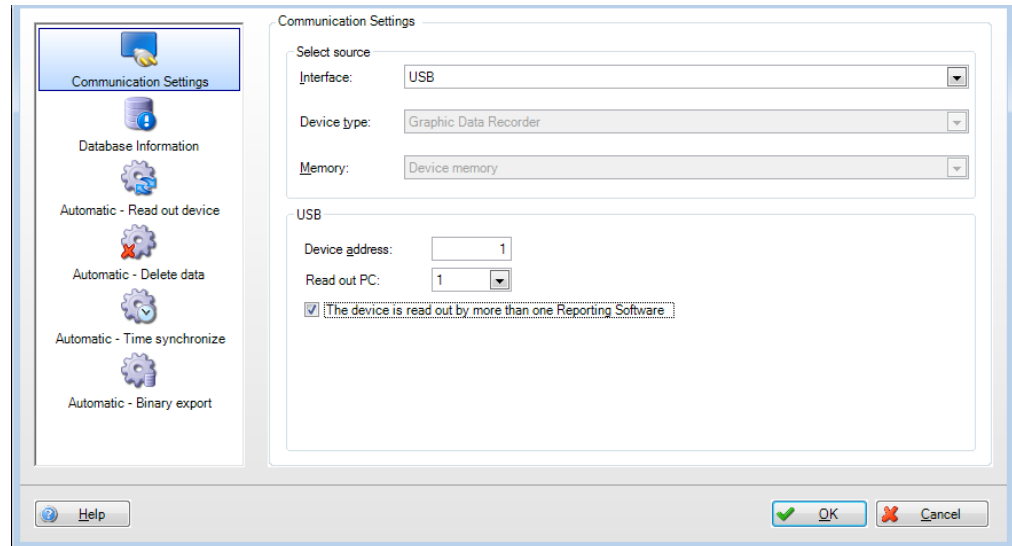 Communication Settings
Database Information
Automatic - Read out device
Automatic - Delete data
Automatic - Time synchronize
Automatic - Binary export
Communication Settings
Select source
Interface: USB
Device type: Graphic Data Recorder
Memory: Device memory
USB
Device address: 1
Read out PC: 1
The device is read out by more than one Reporting Software
Help
OK
Cancel